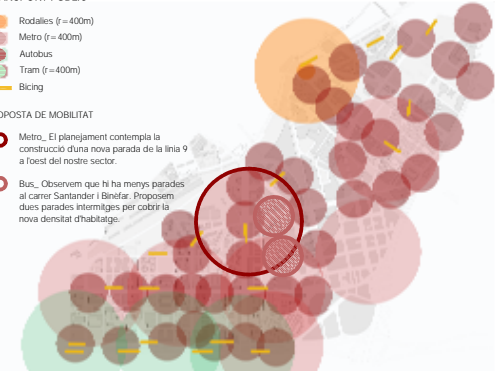 Rodalies (r=400m)
Metro (r=400m)
Autobus
Tram (r=400m)
Bicing
OPOSTA DE MOBILITAT
Metro_ El planejament contempla la
construcció d'una nova parada de la línia 9
a l'oest del nostre sector.
Bus_ Observem que hi ha menys parades
al carrer Santander i Binèfar. Proposem
dues parades intermitges per cobrir la
nova densitat d'habitatge.